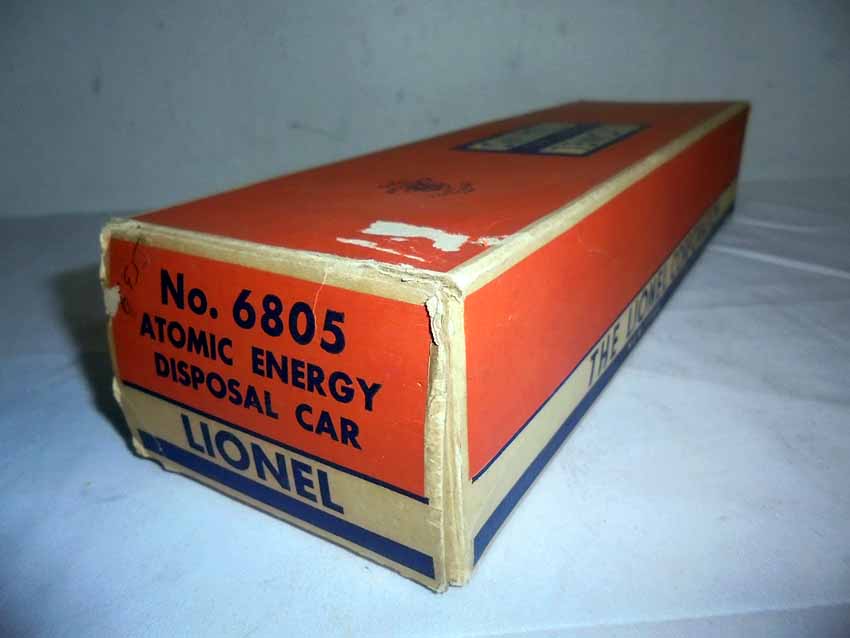 No. 6805
ATOMIC ENERGY
DISPOSAL CAR
LIONEL
THE LIONEL CORPORATION